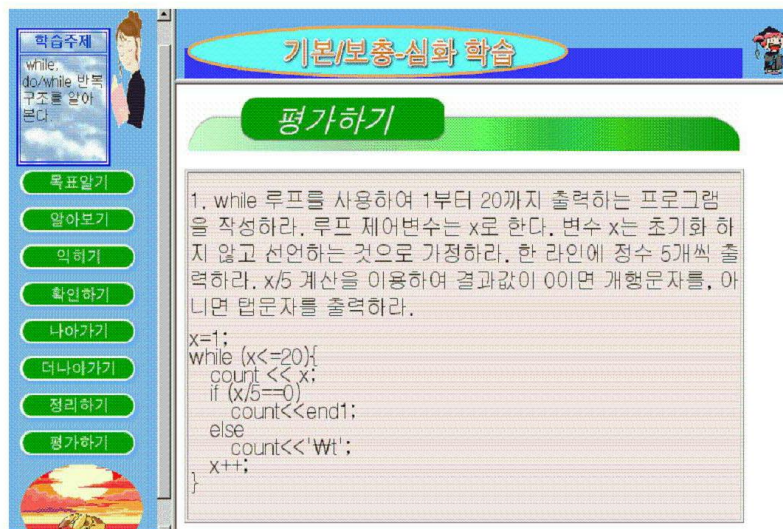 학습주제
while,
do/while 반복
구조를 알아
본다
목표알기
알아보기
익히기
확인하기
나아가기
더나아가기
정리하기
평가하기
기본/보충-심화 학습
평가하기
1. while 루프를 사용하여 1부터 20까지 출력하는 프로그램
을 작성하라. 루프 제어변수는 x로 한다. 변수 x는 초기화 하
지 않고 선언하는 것으로 가정하라. 한 라인에 정수 5개씩 출
력하라. x/5 계산을 이용하여 결과값이 0이면 개행문자를, 아
니면 탭문자를 출력하라.
x=1;
while (x<=20){
count << x;
if (x/5==0)
count<<end1;
else
count<<'₩t';
x++;
}